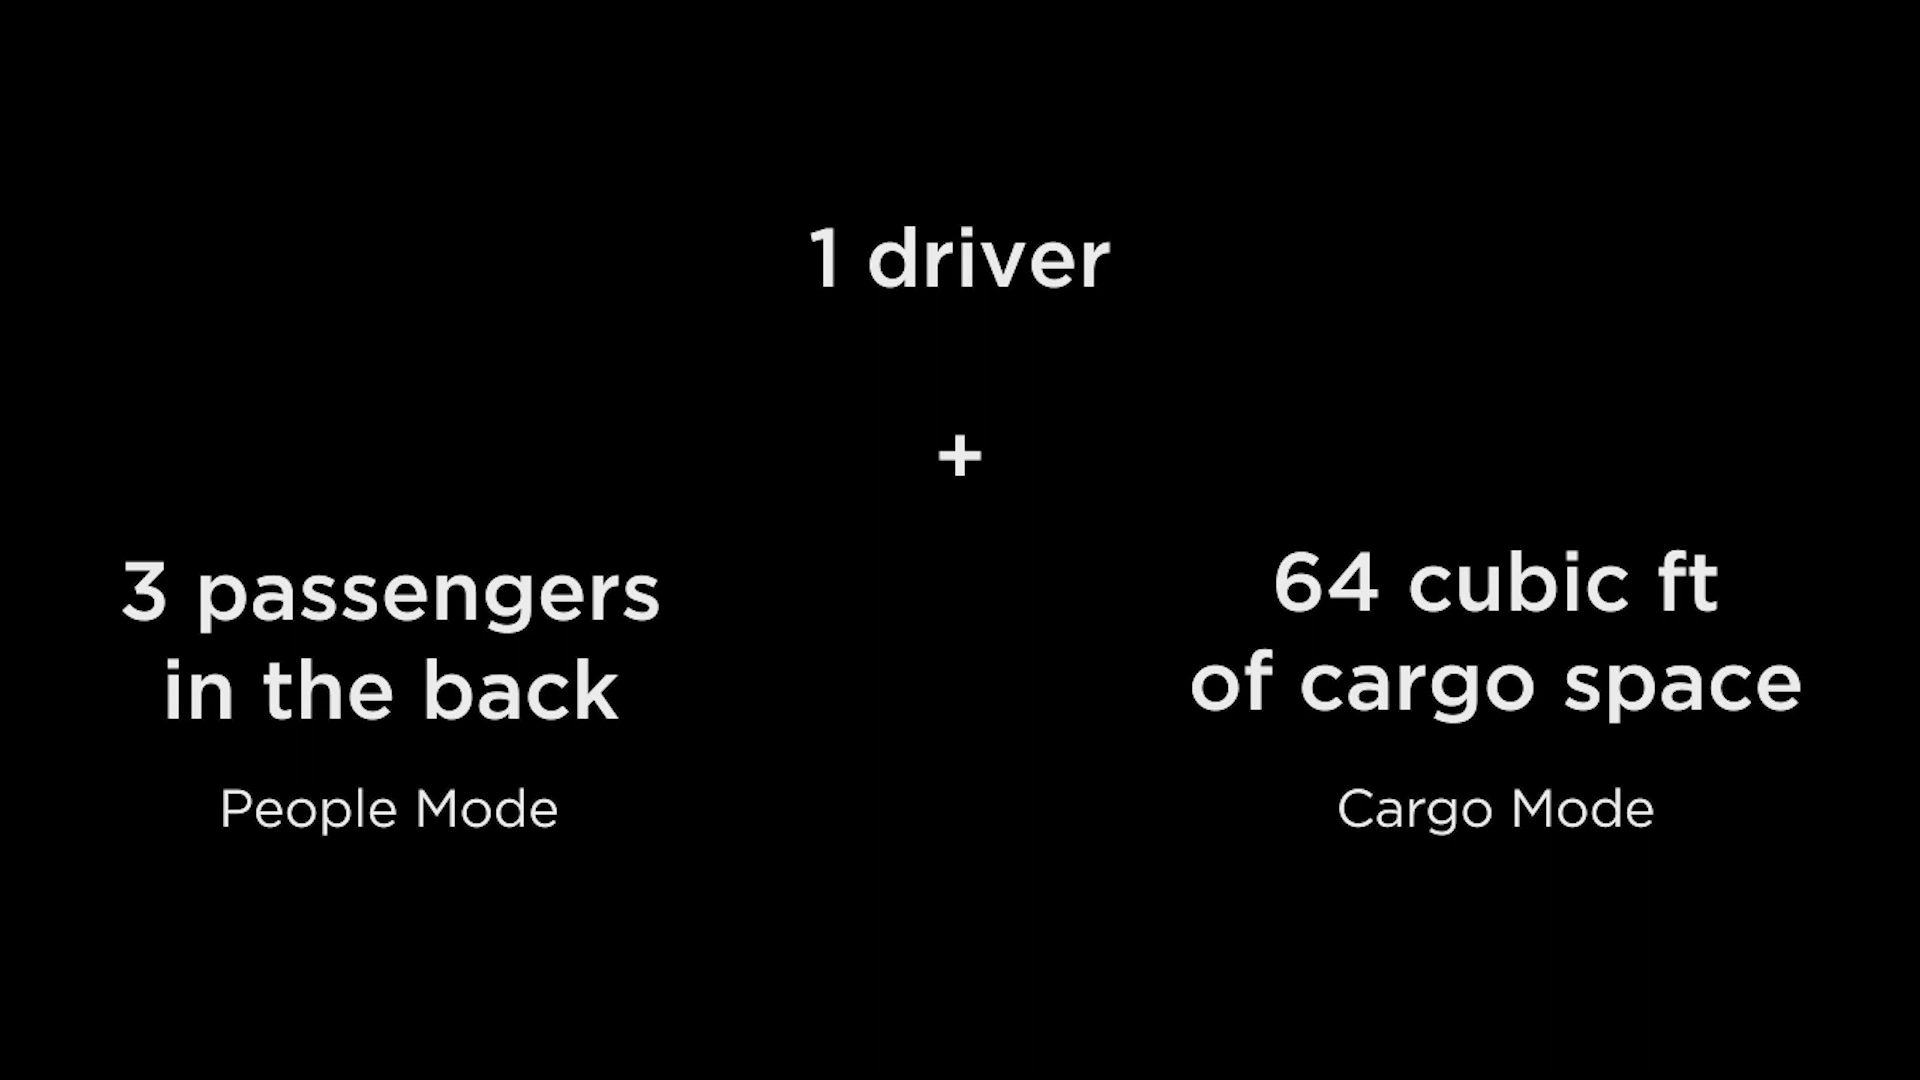 1 driver
+
3 passengers
in the back
People Mode
64 cubic ft
of cargo space
Cargo Mode